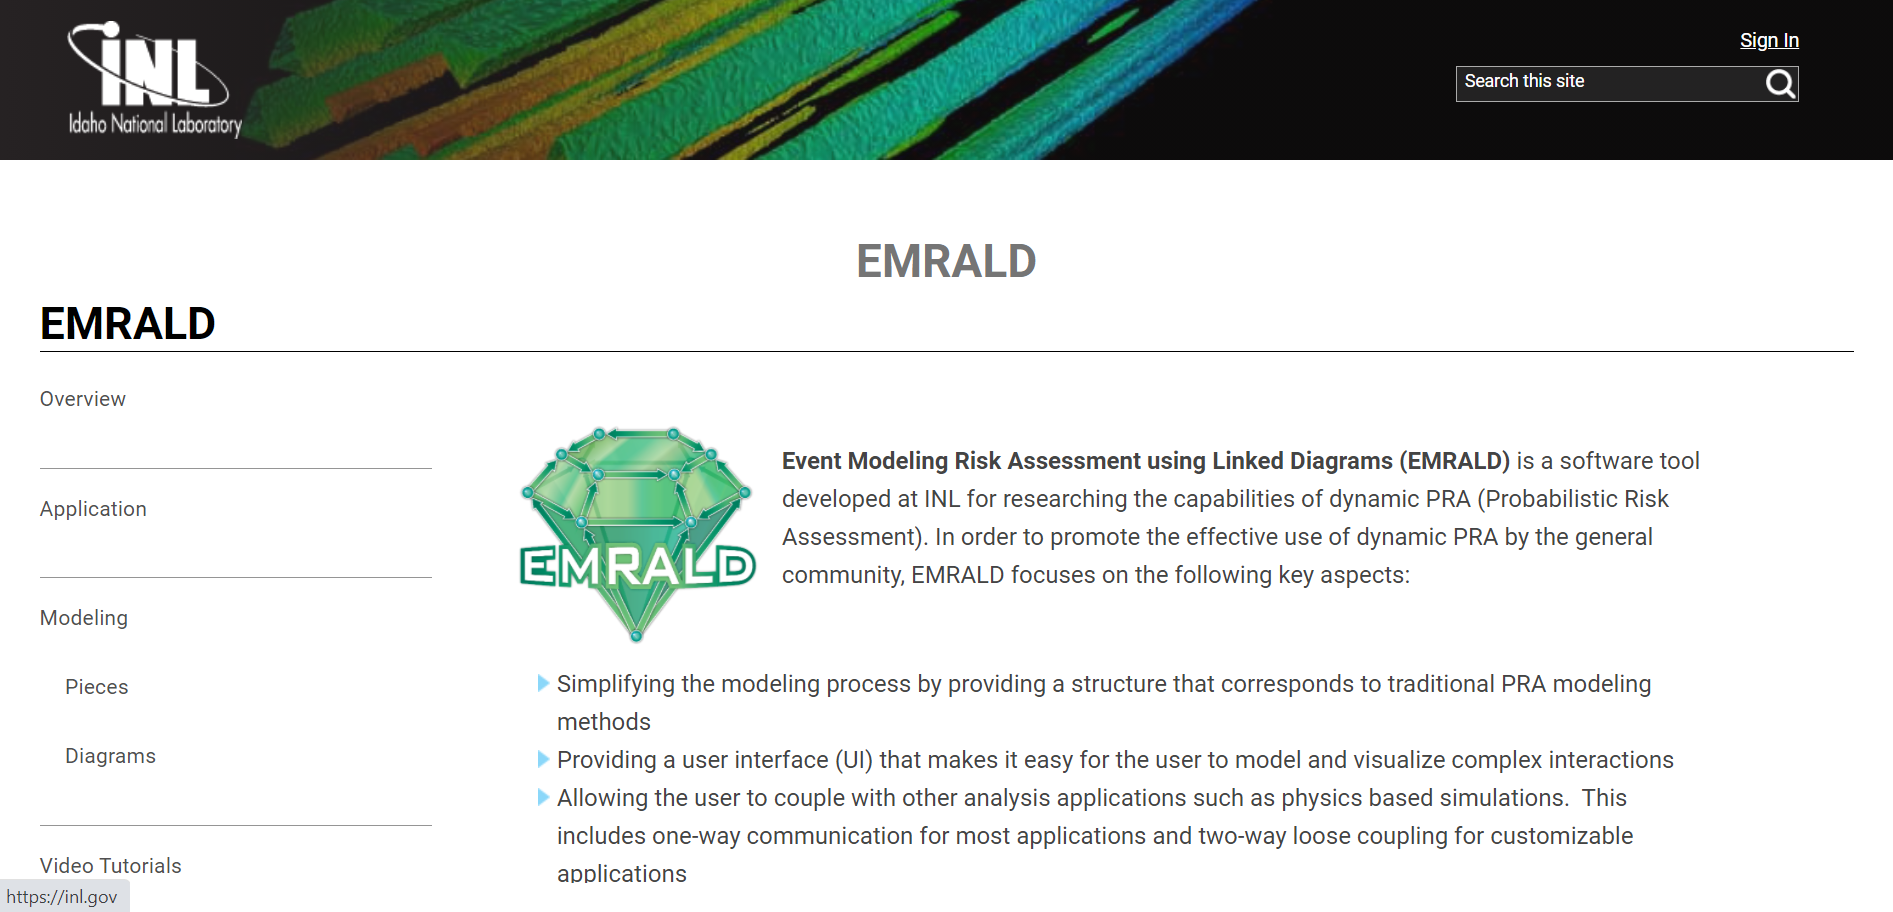 INL
Idaho National Laboratory
Sign In
Search this site
EMRALD
EMRALD
Overview
Application
Modeling
Pieces
Diagrams
Video Tutorials
EMRALD
Event Modeling Risk Assessment using Linked Diagrams (EMRALD) is a software tool
developed at INL for researching the capabilities of dynamic PRA (Probabilistic Risk
Assessment). In order to promote the effective use of dynamic PRA by the general
community, EMRALD focuses on the following key aspects:
Simplifying the modeling process by providing a structure that corresponds to traditional PRA modeling
methods
Providing a user interface (UI) that makes it easy for the user to model and visualize complex interactions
Allowing the user to couple with other analysis applications such as physics based simulations.  This
includes one-way communication for most applications and two-way loose coupling for customizable
applications
https://inl.gov